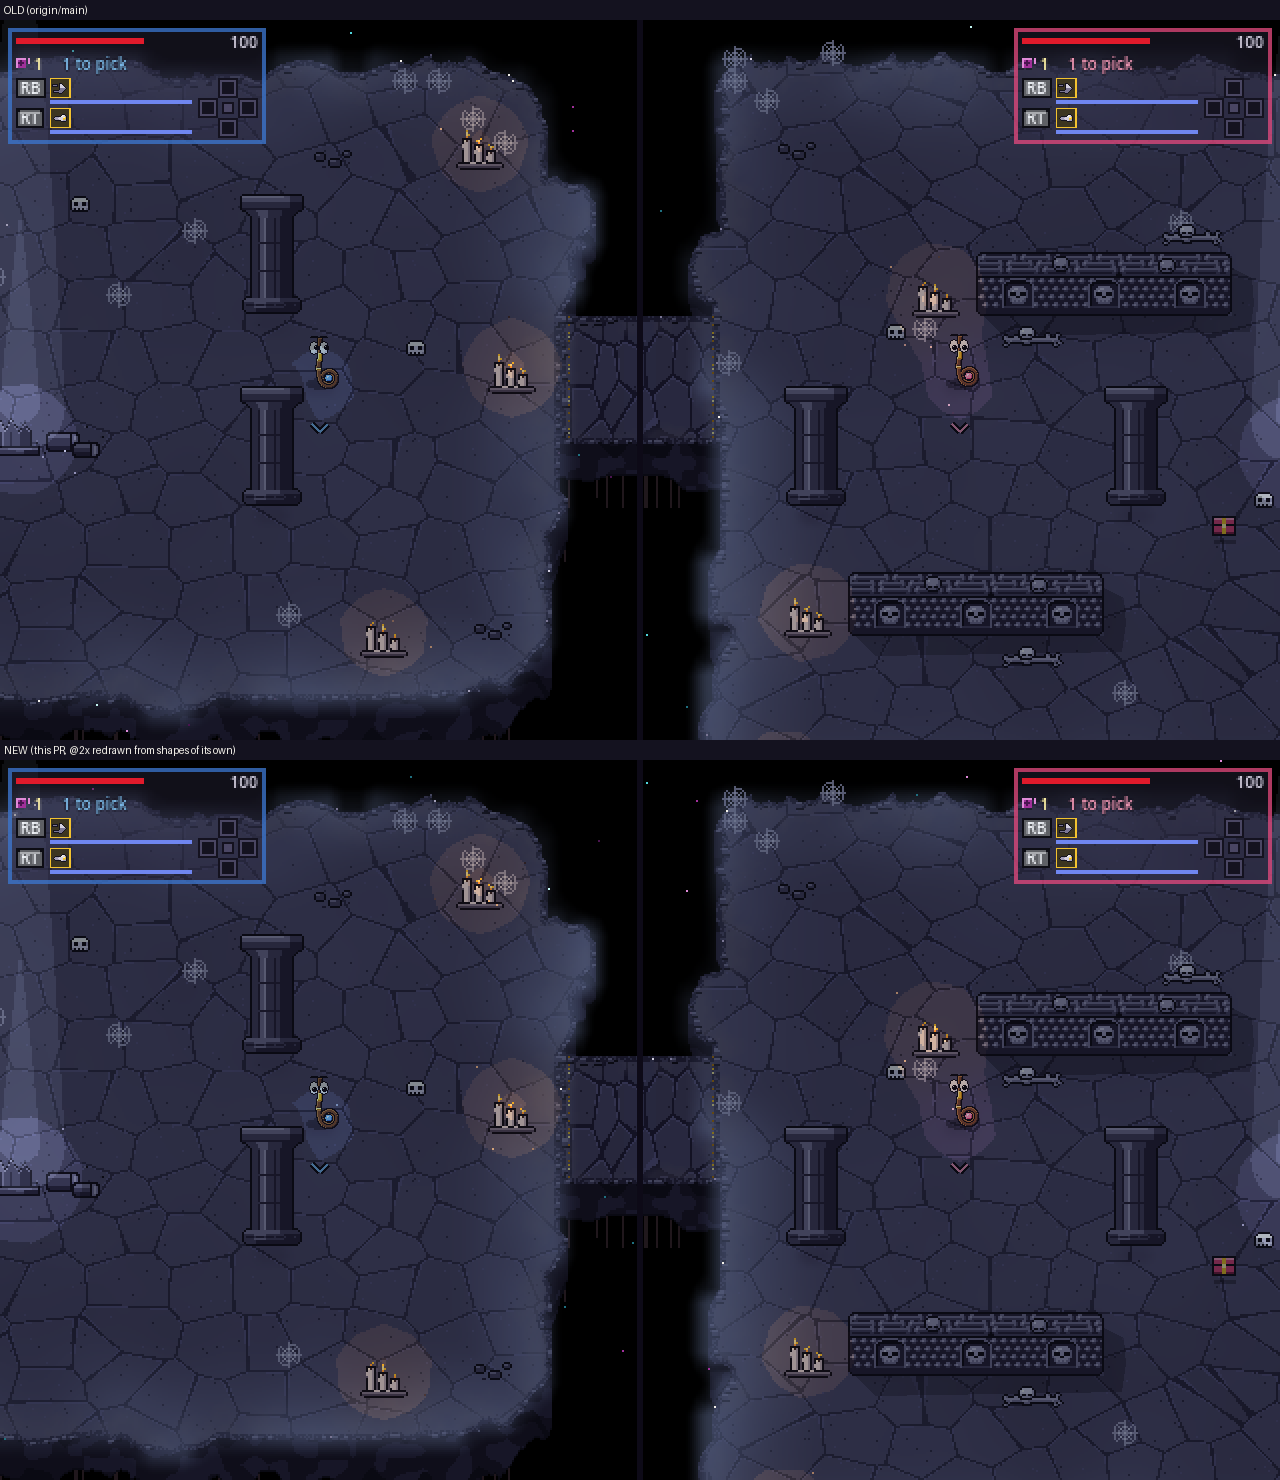 OLD (origin/main)
100
1 1 to pick
RB
RT
100
1 1 to pick
RB
RT
NEW (this PR, @2x redrawn from shapes of its own)
100
1 1 to pick
RB
RT
100
1 1 to pick
RB
RT